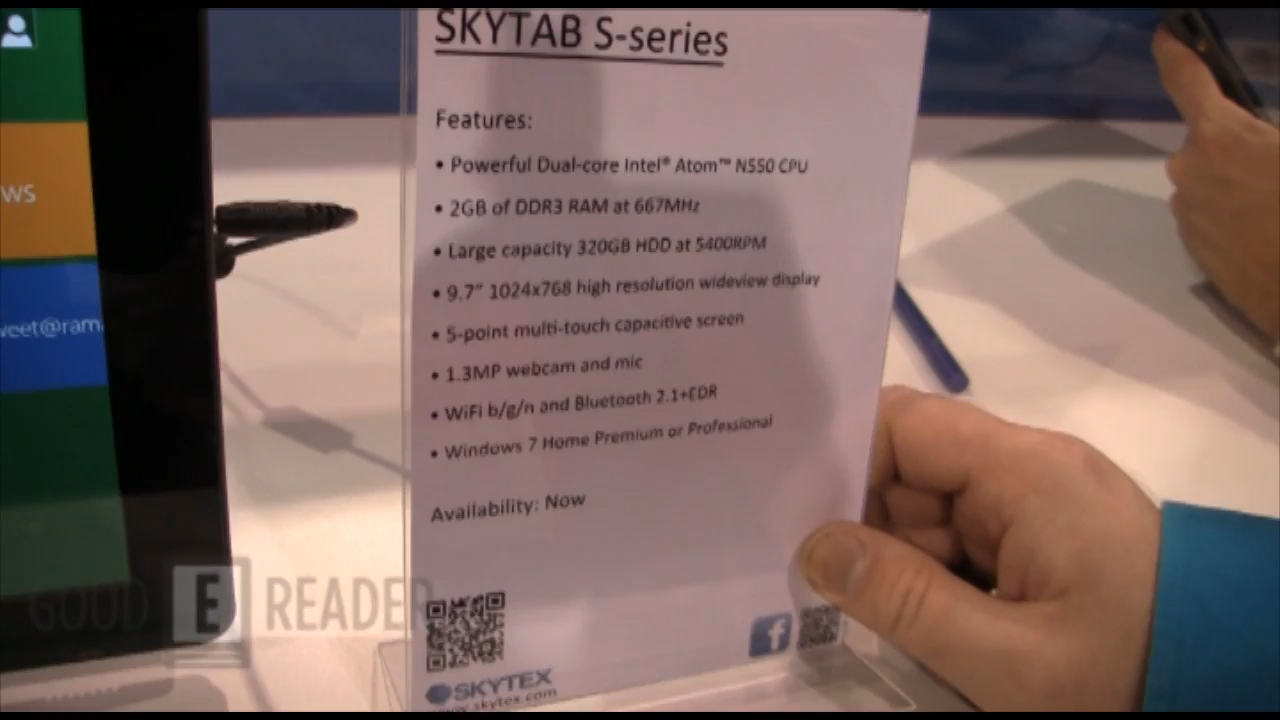 SKYTAB S-series
Features:
• Powerful Dual-core Intel® Atom™ N550 CPU
• 2GB of DDR3 RAM at 667MHz
• Large capacity 320GB HDD at 5400RPM
• 9.7" 1024x768 high resolution wideview display
• 5-point multi-touch capacitive screen
• 1.3MP webcam and mic
• WiFi b/g/n and Bluetooth 2.1+EDR
• Windows 7 Home Premium or Professional
Availability: Now
f
SKYTEX
www.skytex.com
ws
weet@ram
GOOD E READER